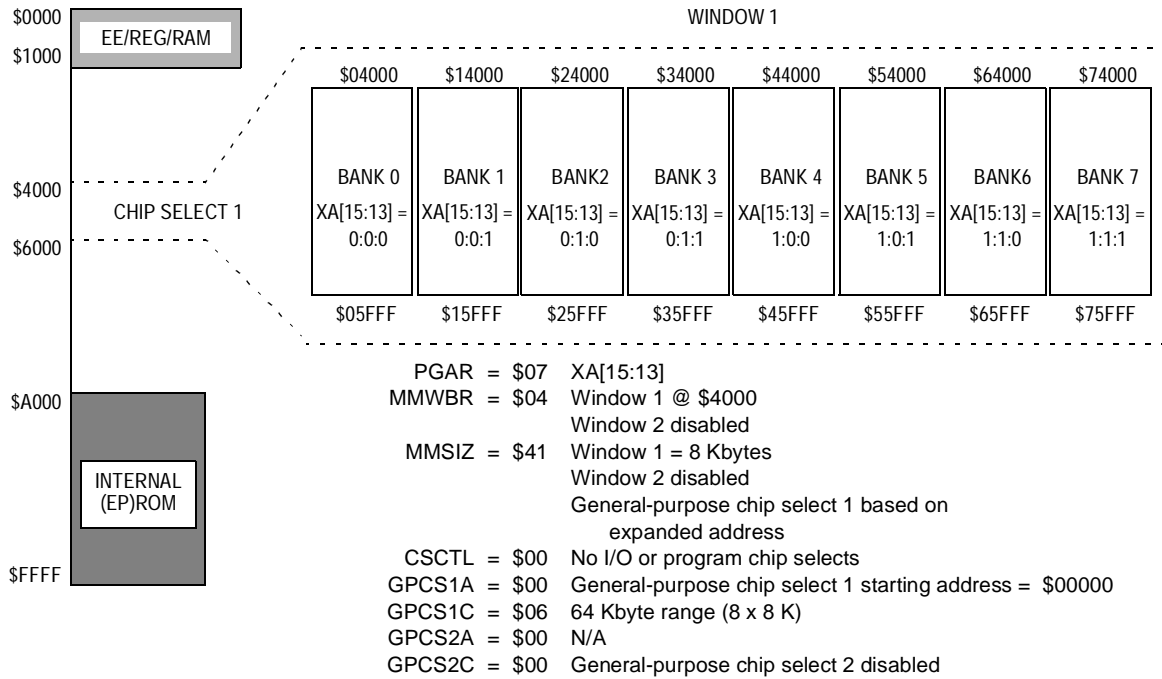 $0000
EE/REG/RAM
$1000
$4000
CHIP SELECT 1
$6000
$A000
INTERNAL
(EP)ROM
$FFFF
WINDOW 1
$04000 $14000 $24000 $34000 $44000 $54000 $64000 $74000
BANK 0 BANK 1 BANK2 BANK 3 BANK 4 BANK 5 BANK6 BANK 7
XA[15:13] = XA[15:13] = XA[15:13] = XA[15:13] = XA[15:13] = XA[15:13] = XA[15:13] = XA[15:13] =
0:0:0 0:0:1 0:1:0 0:1:1 1:0:0 1:0:1 1:1:0 1:1:1
$05FFF $15FFF $25FFF $35FFF $45FFF $55FFF $65FFF $75FFF
PGAR = $07 XA[15:13]
MMWBR = $04 Window 1 @ $4000
Window 2 disabled
MMSIZ = $41 Window 1 = 8 Kbytes
Window 2 disabled
General-purpose chip select 1 based on
expanded address
CSCTL = $00 No I/O or program chip selects
GPCS1A = $00 General-purpose chip select 1 starting address = $00000
GPCS1C = $06 64 Kbyte range (8 x 8 K)
GPCS2A = $00 N/A
GPCS2C = $00 General-purpose chip select 2 disabled